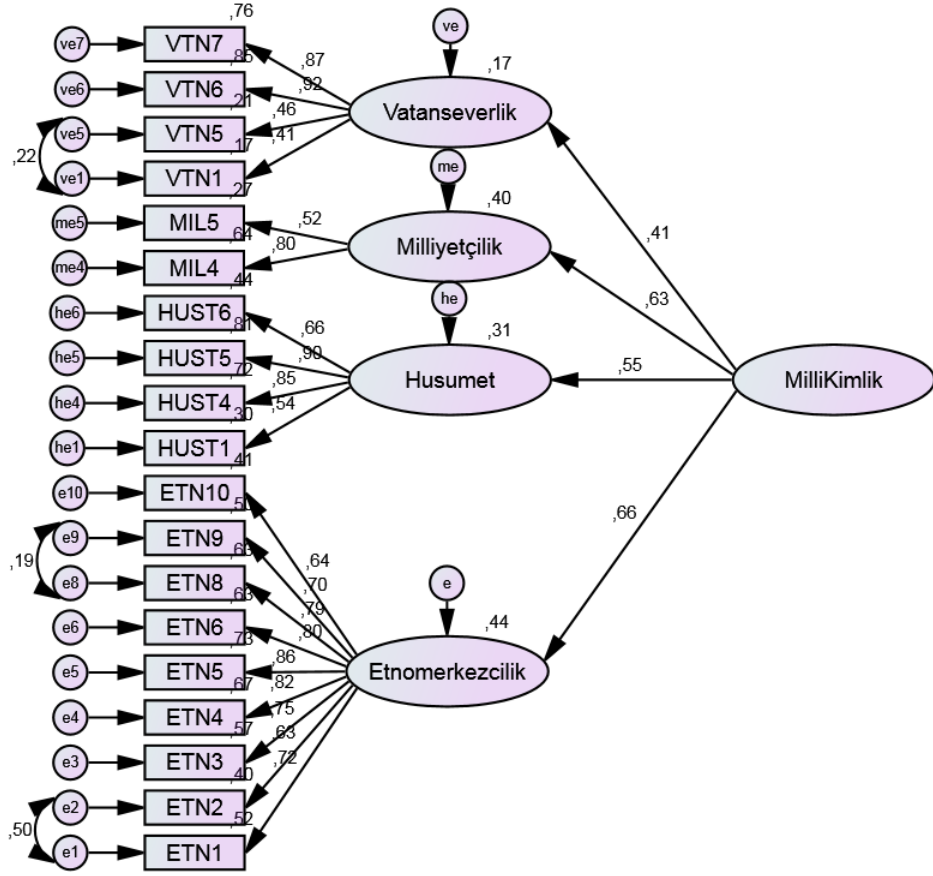 ,76
ve
ve7 VTN7
,87 ,17
,85
ve6 VTN6 ,92
,21 Vatanseverlik
,46
ve5 VTN5 ,41
,22 ,17
me
ve1 VTN1
,27 ,40
me5 MIL5 ,52 ,41
,64 Milliyetçilik
,80
me4 MIL4
,44 he
,63
he6 HUST6
,81 ,66 ,31
he5 HUST5 ,90 ,55
,72 Husumet MilliKimlik
,85
he4 HUST4 ,54
,30
he1 HUST1
,41
e10 ETN10
,50 ,66
e9 ETN9
,63 ,64
,19 e
e8 ETN8 ,70
,63 ,79
e6 ETN6 ,80 ,44
,73
,86
e5 ETN5 Etnomerkezcilik
,67 ,82
,75
e4 ETN4
,57 ,63
,72
e3 ETN3
,40
e2 ETN2
,52
,50
e1 ETN1